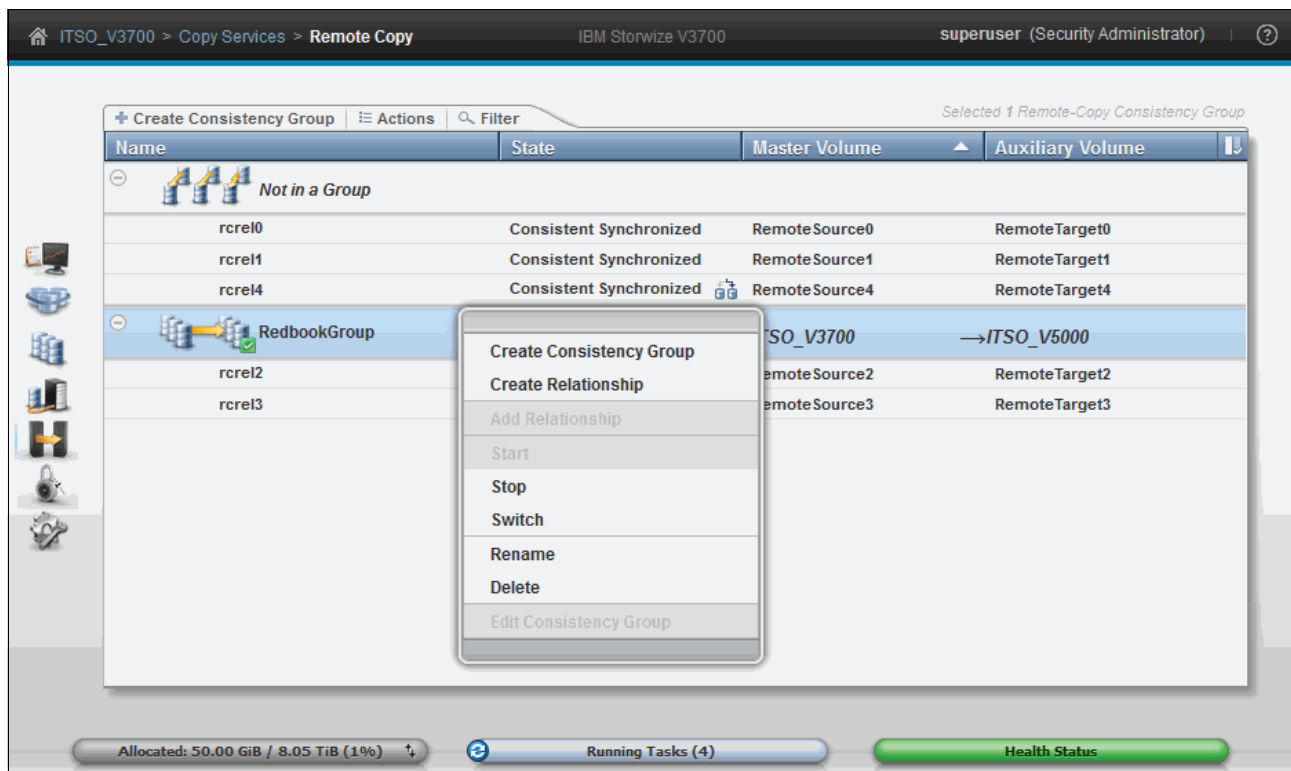 ITSO_V3700 > Copy Services > Remote Copy IBM Storwize V3700 superuser (Security Administrator) | ?
Create Consistency Group Actions Filter Selected 1 Remote-Copy Consistency Group
Name State Master Volume Auxiliary Volume
Not in a Group
rcrel0 Consistent Synchronized RemoteSource0 RemoteTarget0
rcrel1 Consistent Synchronized RemoteSource1 RemoteTarget1
rcrel4 Consistent Synchronized RemoteSource4 RemoteTarget4
RedbookGroup TSO_V3700 →ITSO_V5000
rcrel2 emoteSource2 RemoteTarget2
rcrel3 emoteSource3 RemoteTarget3
Create Consistency Group
Create Relationship
Add Relationship
Start
Stop
Switch
Rename
Delete
Edit Consistency Group
Allocated: 50.00 GiB / 8.05 TiB (1%) Running Tasks (4) Health Status